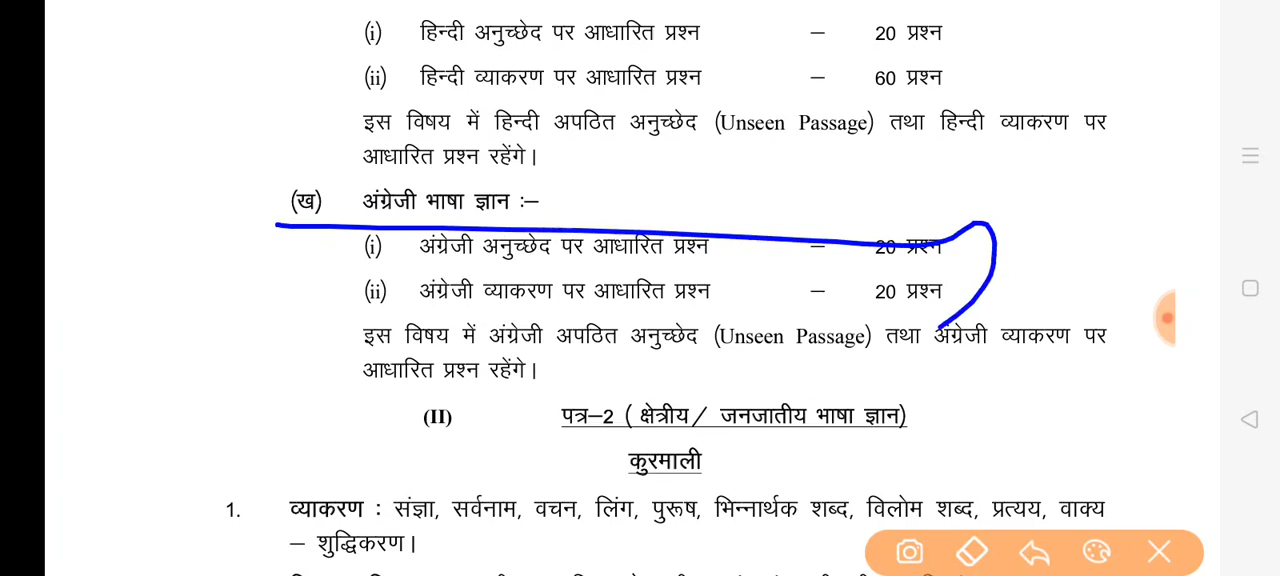 (i) हिन्दी अनुच्छेद पर आधारित प्रश्न – 20 प्रश्न
(ii) हिन्दी व्याकरण पर आधारित प्रश्न – 60 प्रश्न
इस विषय में हिन्दी अपठित अनुच्छेद (Unseen Passage) तथा हिन्दी व्याकरण पर
आधारित प्रश्न रहेंगे।
(ख) अंग्रेजी भाषा ज्ञान :–
(i) अंग्रेजी अनुच्छेद पर आधारित प्रश्न – 20 प्रश्न
(ii) अंग्रेजी व्याकरण पर आधारित प्रश्न – 20 प्रश्न
इस विषय में अंग्रेजी अपठित अनुच्छेद (Unseen Passage) तथा अंग्रेजी व्याकरण पर
आधारित प्रश्न रहेंगे।
(II) पत्र–2 ( क्षेत्रीय / जनजातीय भाषा ज्ञान)
कुरमाली
1. व्याकरण : संज्ञा, सर्वनाम, वचन, लिंग, पुरूष, भिन्नार्थक शब्द, विलोम शब्द, प्रत्यय, वाक्य
– शुद्धिकरण।